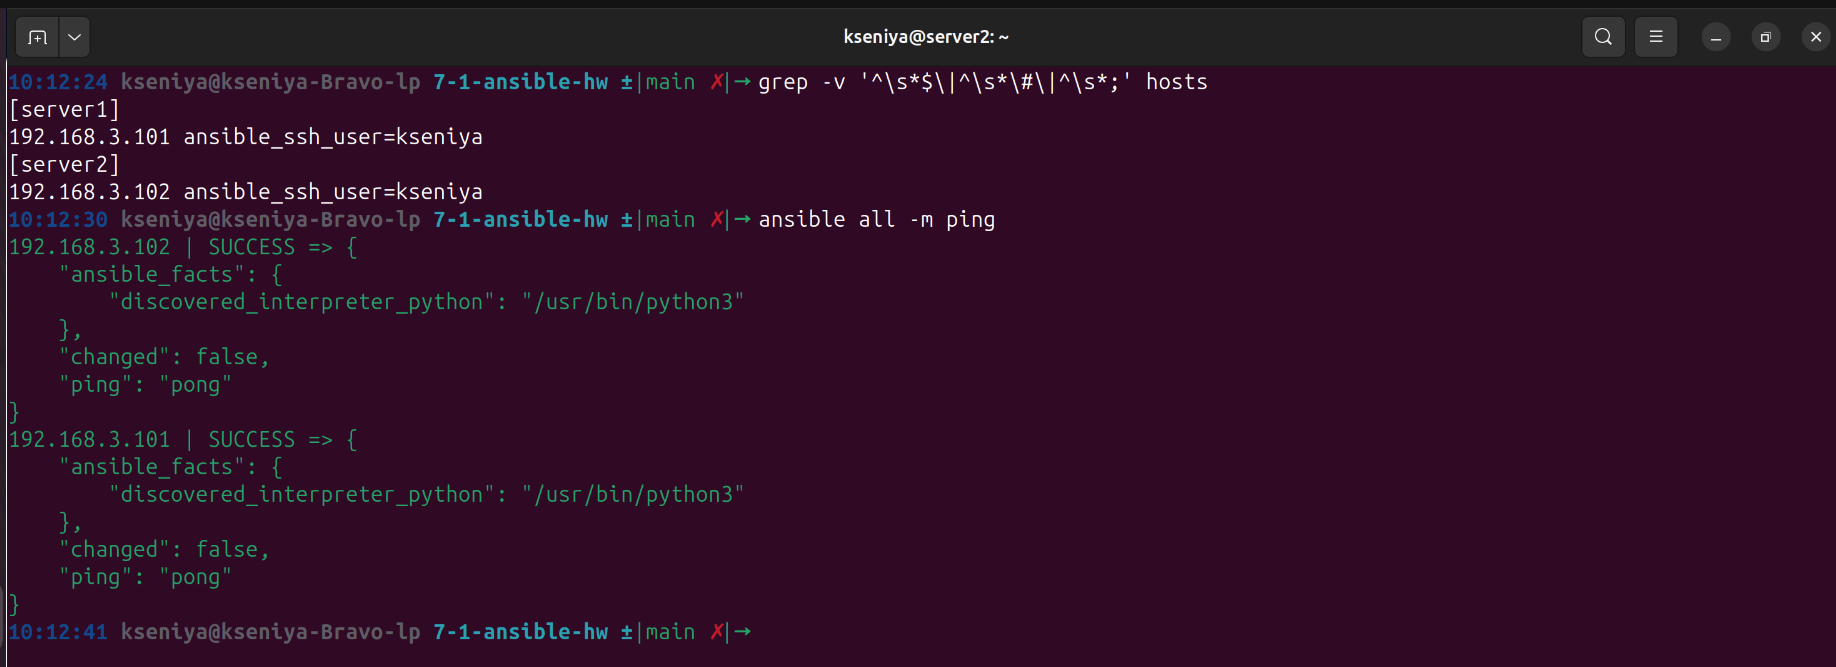 kseniya@server2: ~
10:12:24 kseniya@kseniya-Bravo-lp 7-1-ansible-hw ±|main ✗|→ grep -v '^\s*$\|^\s*\#\|^\s*;' hosts
[server1]
192.168.3.101 ansible_ssh_user=kseniya
[server2]
192.168.3.102 ansible_ssh_user=kseniya
10:12:30 kseniya@kseniya-Bravo-lp 7-1-ansible-hw ±|main ✗|→ ansible all -m ping
192.168.3.102 | SUCCESS => {
    "ansible_facts": {
        "discovered_interpreter_python": "/usr/bin/python3"
    },
    "changed": false,
    "ping": "pong"
}
192.168.3.101 | SUCCESS => {
    "ansible_facts": {
        "discovered_interpreter_python": "/usr/bin/python3"
    },
    "changed": false,
    "ping": "pong"
}
10:12:41 kseniya@kseniya-Bravo-lp 7-1-ansible-hw ±|main ✗|→